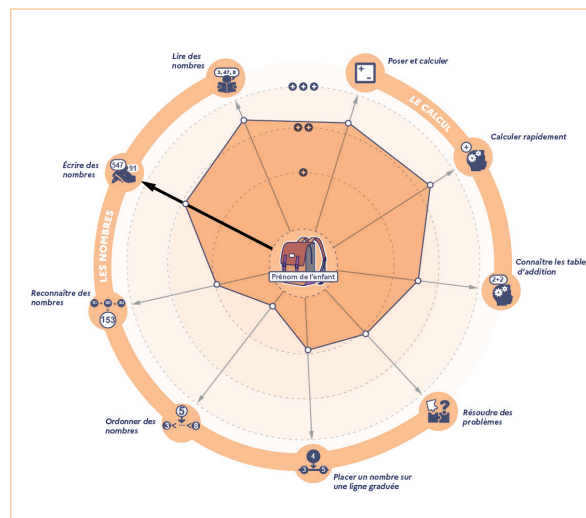 Lire des
nombres
3, 47, 8
Poser et calculer
+
-
LE CALCUL
Calculer rapidement
+
Écrire des
nombres
547
91
+++
++
+
LES NOMBRES
Prénom de l'enfant
Connaître les table
d'addition
2+2
Reconnaître des
nombres
153
Ordonner des
nombres
5
3< ... <8
Résoudre des
problèmes
?
4
3
5
Placer un nombre sur
une ligne graduée